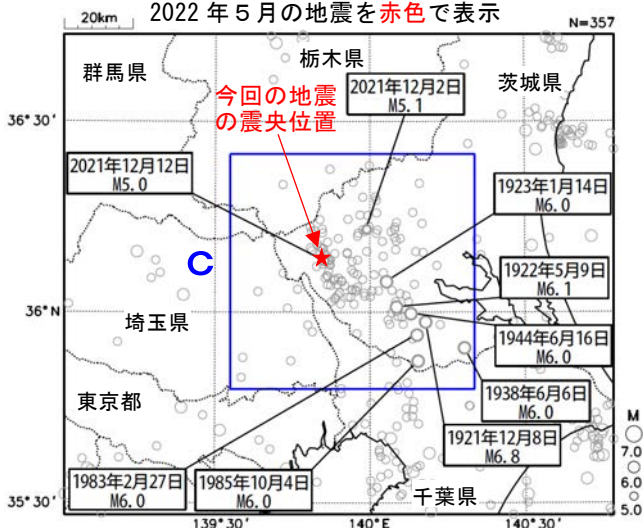 2022 年５月の地震を赤色で表示
20km
N=357
群馬県
栃木県
茨城県
今回の地震
の震央位置
2021年12月2日
M5.1
36°30'
2021年12月12日
M5.0
1923年1月14日
M6.0
C
1922年5月9日
M6.1
36°N
埼玉県
1944年6月16日
M6.0
東京都
1938年6月6日
M6.0
M
1921年12月8日
M6.8
7.0
1983年2月27日
M6.0
1985年10月4日
M6.0
6.0
千葉県
35°30'
5.0
139°30'
140°E
140°30'